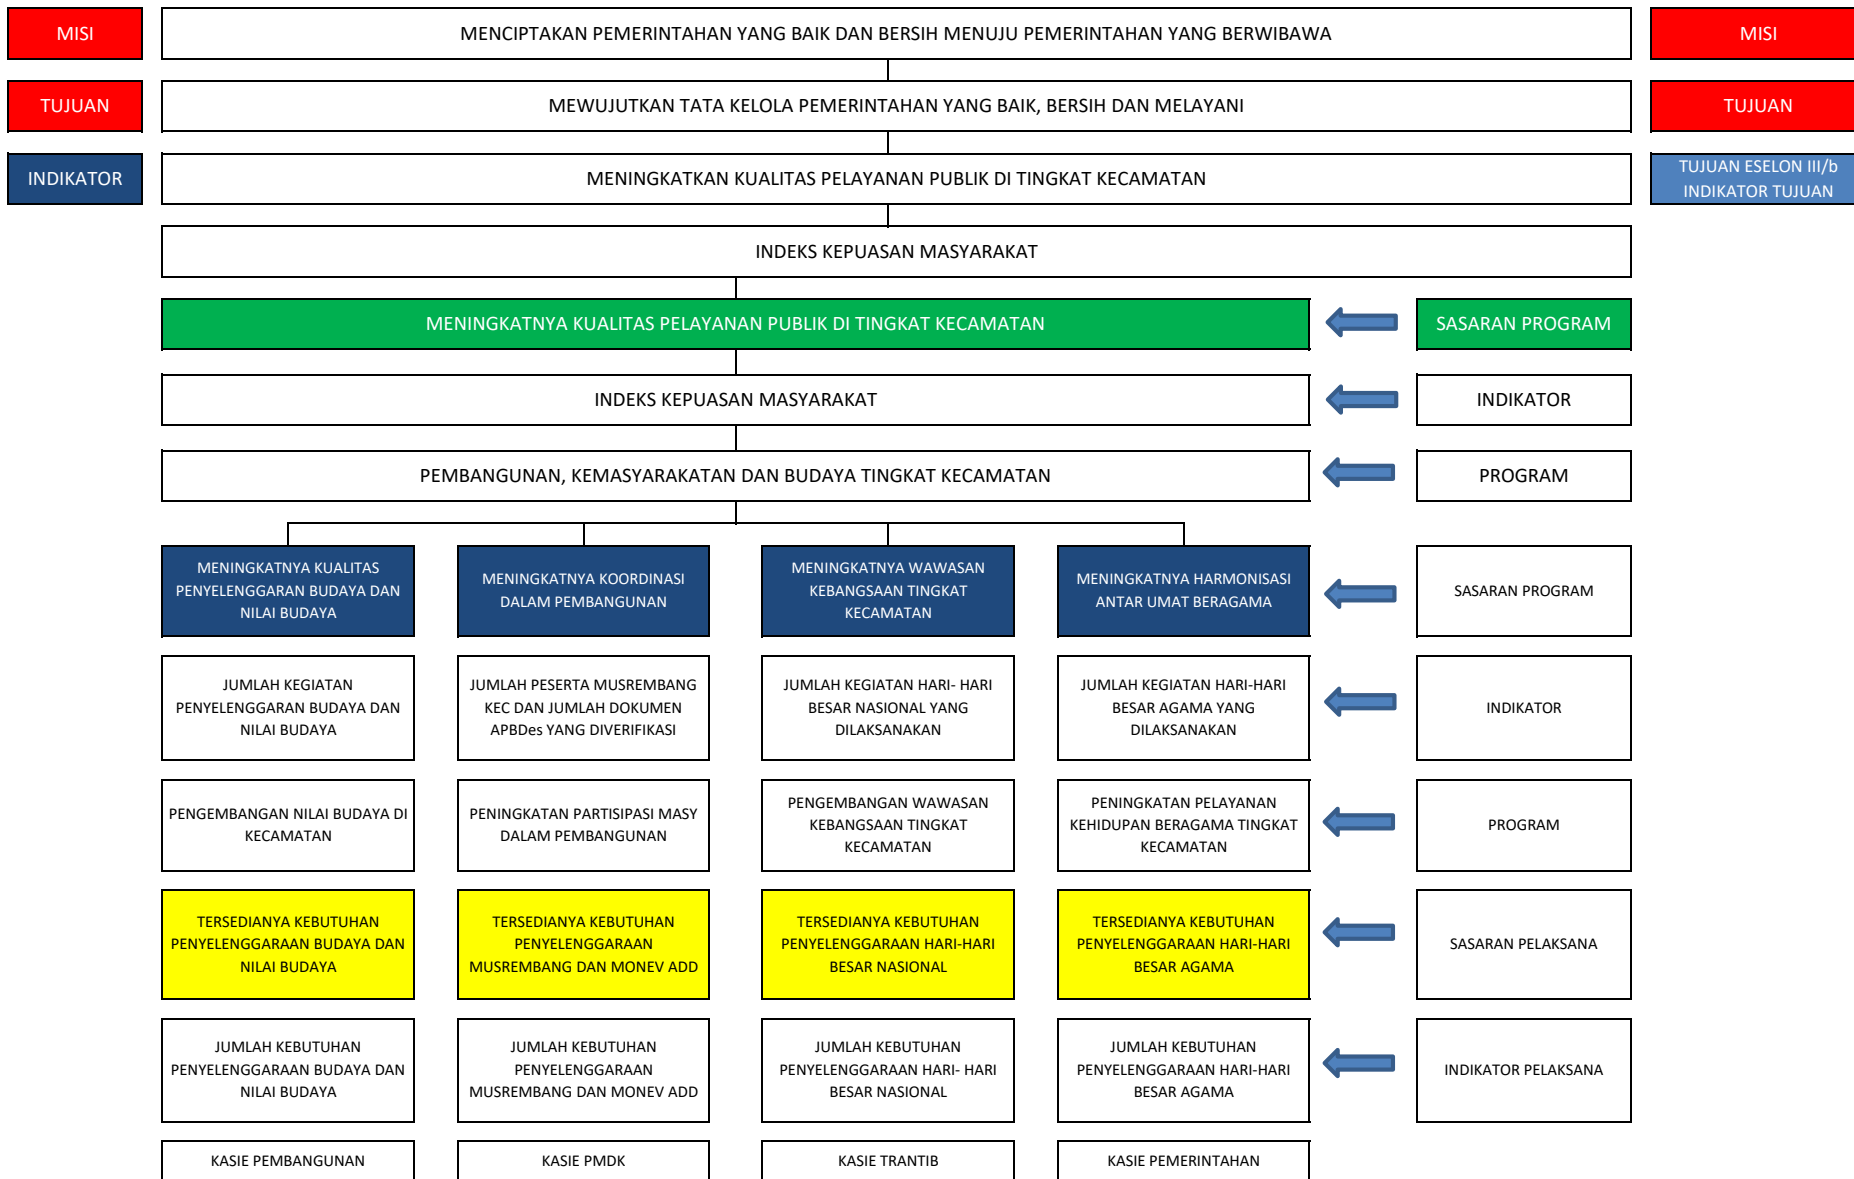 MISI
MENCIPTAKAN PEMERINTAHAN YANG BAIK DAN BERSIH MENUJU PEMERINTAHAN YANG BERWIBAWA
MISI
TUJUAN
MEWUJUTKAN TATA KELOLA PEMERINTAHAN YANG BAIK, BERSIH DAN MELAYANI
TUJUAN
INDIKATOR
MENINGKATKAN KUALITAS PELAYANAN PUBLIK DI TINGKAT KECAMATAN
TUJUAN ESELON III/b
INDIKATOR TUJUAN
INDEKS KEPUASAN MASYARAKAT
MENINGKATNYA KUALITAS PELAYANAN PUBLIK DI TINGKAT KECAMATAN
SASARAN PROGRAM
INDEKS KEPUASAN MASYARAKAT
INDIKATOR
PEMBANGUNAN, KEMASYARAKATAN DAN BUDAYA TINGKAT KECAMATAN
PROGRAM
MENINGKATNYA KUALITAS
PENYELENGGARAN BUDAYA DAN
NILAI BUDAYA
MENINGKATNYA KOORDINASI
DALAM PEMBANGUNAN
MENINGKATNYA WAWASAN
KEBANGSAAN TINGKAT
KECAMATAN
MENINGKATNYA HARMONISASI
ANTAR UMAT BERAGAMA
SASARAN PROGRAM
JUMLAH KEGIATAN
PENYELENGGARAN BUDAYA DAN
NILAI BUDAYA
JUMLAH PESERTA MUSREMBANG
KEC DAN JUMLAH DOKUMEN
APBDes YANG DIVERIFIKASI
JUMLAH KEGIATAN HARI- HARI
BESAR NASIONAL YANG
DILAKSANAKAN
JUMLAH KEGIATAN HARI-HARI
BESAR AGAMA YANG
DILAKSANAKAN
INDIKATOR
PENGEMBANGAN NILAI BUDAYA DI
KECAMATAN
PENINGKATAN PARTISIPASI MASY
DALAM PEMBANGUNAN
PENGEMBANGAN WAWASAN
KEBANGSAAN TINGKAT
KECAMATAN
PENINGKATAN PELAYANAN
KEHIDUPAN BERAGAMA TINGKAT
KECAMATAN
PROGRAM
TERSEDIANYA KEBUTUHAN
PENYELENGGARAAN BUDAYA DAN
NILAI BUDAYA
TERSEDIANYA KEBUTUHAN
PENYELENGGARAAN
MUSREMBANG DAN MONEV ADD
TERSEDIANYA KEBUTUHAN
PENYELENGGARAAN HARI-HARI
BESAR NASIONAL
TERSEDIANYA KEBUTUHAN
PENYELENGGARAAN HARI-HARI
BESAR AGAMA
SASARAN PELAKSANA
JUMLAH KEBUTUHAN
PENYELENGGARAAN BUDAYA DAN
NILAI BUDAYA
JUMLAH KEBUTUHAN
PENYELENGGARAAN
MUSREMBANG DAN MONEV ADD
JUMLAH KEBUTUHAN
PENYELENGGARAAN HARI- HARI
BESAR NASIONAL
JUMLAH KEBUTUHAN
PENYELENGGARAAN HARI-HARI
BESAR AGAMA
INDIKATOR PELAKSANA
KASIE PEMBANGUNAN
KASIE PMDK
KASIE TRANTIB
KASIE PEMERINTAHAN